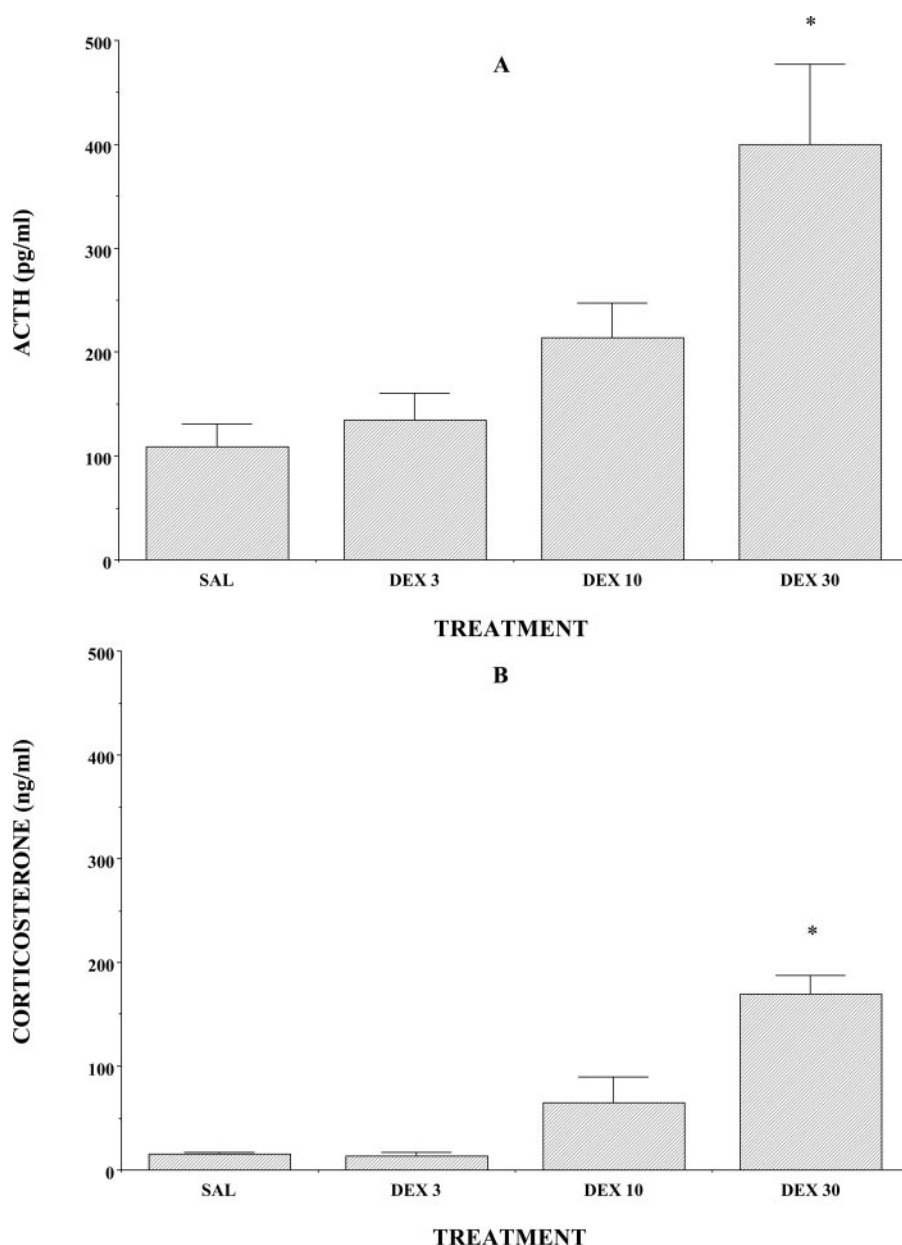 *
A
500
400
300
200
100
0
ACTH (pg/ml)
SAL DEX 3 DEX 10 DEX 30
TREATMENT
B
500
400
300
200
100
0
CORTICOSTERONE (ng/ml)
*
SAL DEX 3 DEX 10 DEX 30
TREATMENT